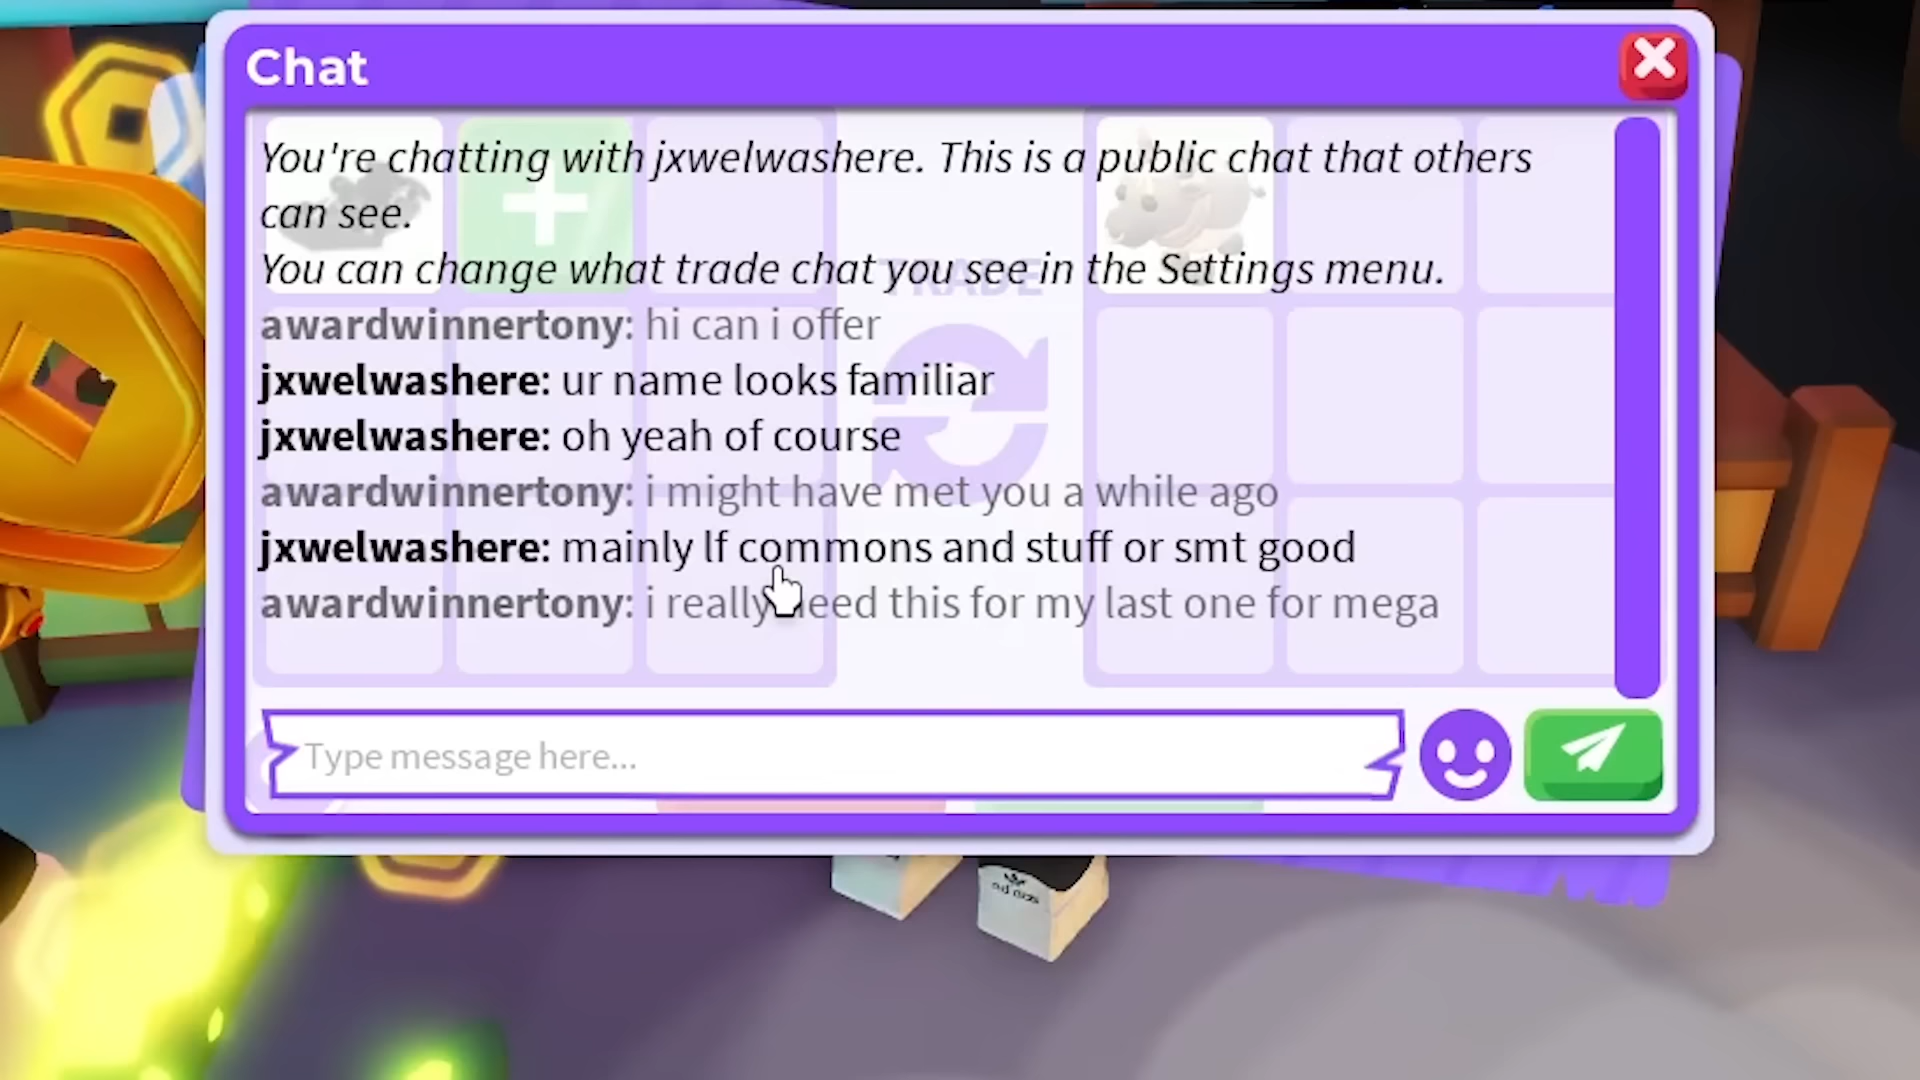 Chat
You're chatting with jxwelwashere. This is a public chat that others
can see.
You can change what trade chat you see in the Settings menu.
TRADE
awardwinnertony: hi can i offer
jxwelwashere: ur name looks familiar
jxwelwashere: oh yeah of course
awardwinnertony: i might have met you a while ago
jxwelwashere: mainly lf commons and stuff or smt good
awardwinnertony: i really need this for my last one for mega
Type message here...